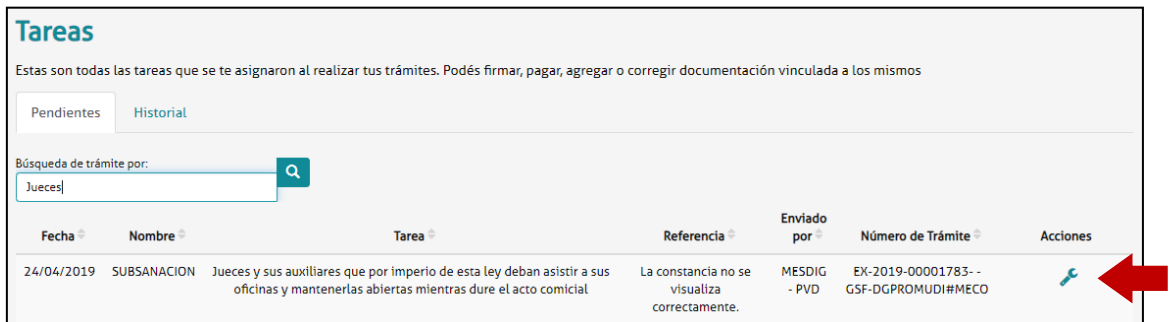 Tareas
Estas son todas las tareas que se te asignaron al realizar tus trámites. Podés firmar, pagar, agregar o corregir documentación vinculada a los mismos
Pendientes Historial
Búsqueda de trámite por:
Jueces
Fecha Nombre Tarea Referencia Enviado por Número de Trámite Acciones
24/04/2019 SUBSANACION Jueces y sus auxiliares que por imperio de esta ley deban asistir a sus
oficinas y mantenerlas abiertas mientras dure el acto comicial
La constancia no se
visualiza
correctamente.
MESDIG
- PVD
EX-2019-00001783- -
GSF-DGPROMUDI#MECO